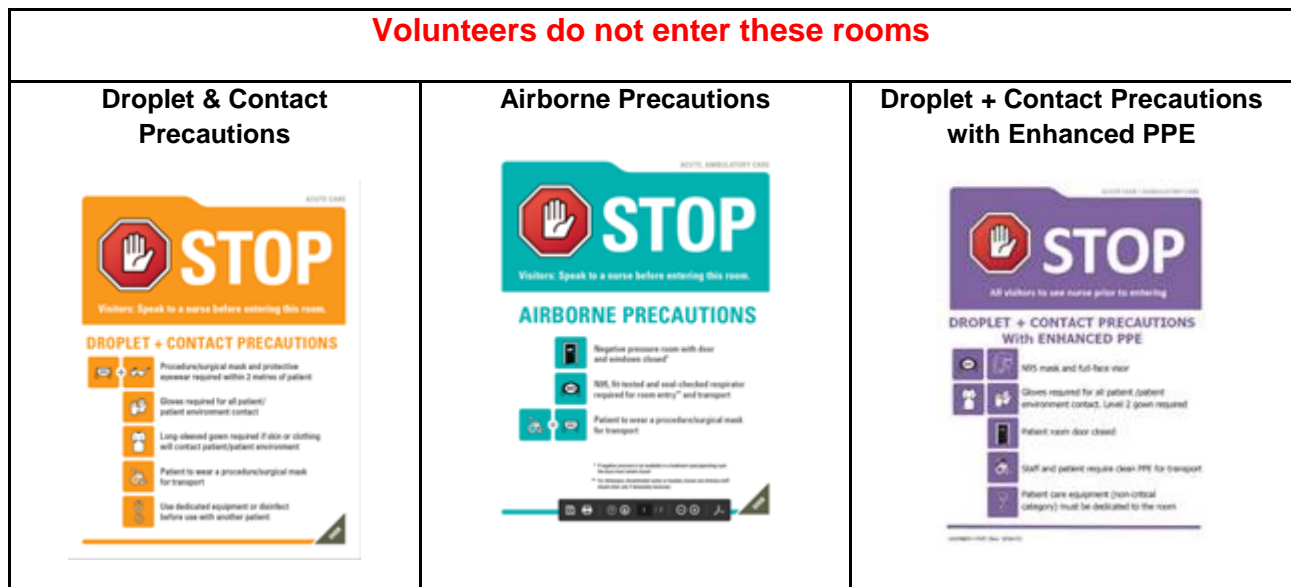 Volunteers do not enter these rooms
Droplet & Contact
Precautions
ACUTE CARE
STOP
Visitors: Speak to a nurse before entering this room.
DROPLET + CONTACT PRECAUTIONS
Procedure/surgical mask and protective
eyewear required within 2 metres of patient
Gloves required for all patient/
patient environment contact
Long-sleeved gown required if skin or clothing
will contact patient/patient environment
Patient to wear a procedure/surgical mask
for transport
Use dedicated equipment or disinfect
before use with another patient
Airborne Precautions
ACUTE, AMBULATORY CARE
STOP
Visitors: Speak to a nurse before entering this room.
AIRBORNE PRECAUTIONS
Negative pressure room with door
and windows closed*
N95, fit-tested and seal-checked respirator
required for room entry** and transport
Patient to wear a procedure/surgical mask
for transport
Droplet + Contact Precautions
with Enhanced PPE
ACUTE CARE / AMBULATORY CARE
STOP
All visitors to see nurse prior to entering
DROPLET + CONTACT PRECAUTIONS
With ENHANCED PPE
N95 mask and full-face visor
Gloves required for all patient /patient
environment contact. Level 2 gown required
Patient room door closed
Staff and patient require clean PPE for transport
Patient care equipment (non-critical
category) must be dedicated to the room